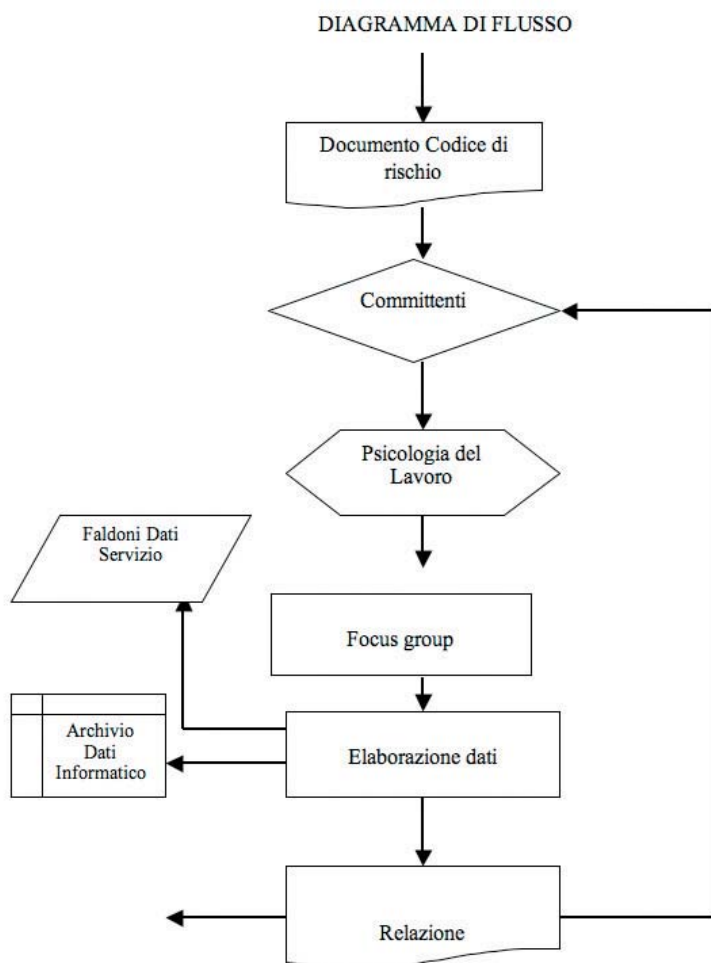 DIAGRAMMA DI FLUSSO
Documento Codice di
rischio
Committenti
Psicologia del
Lavoro
Faldoni Dati
Servizio
Focus group
Archivio
Dati
Informatico
Elaborazione dati
Relazione